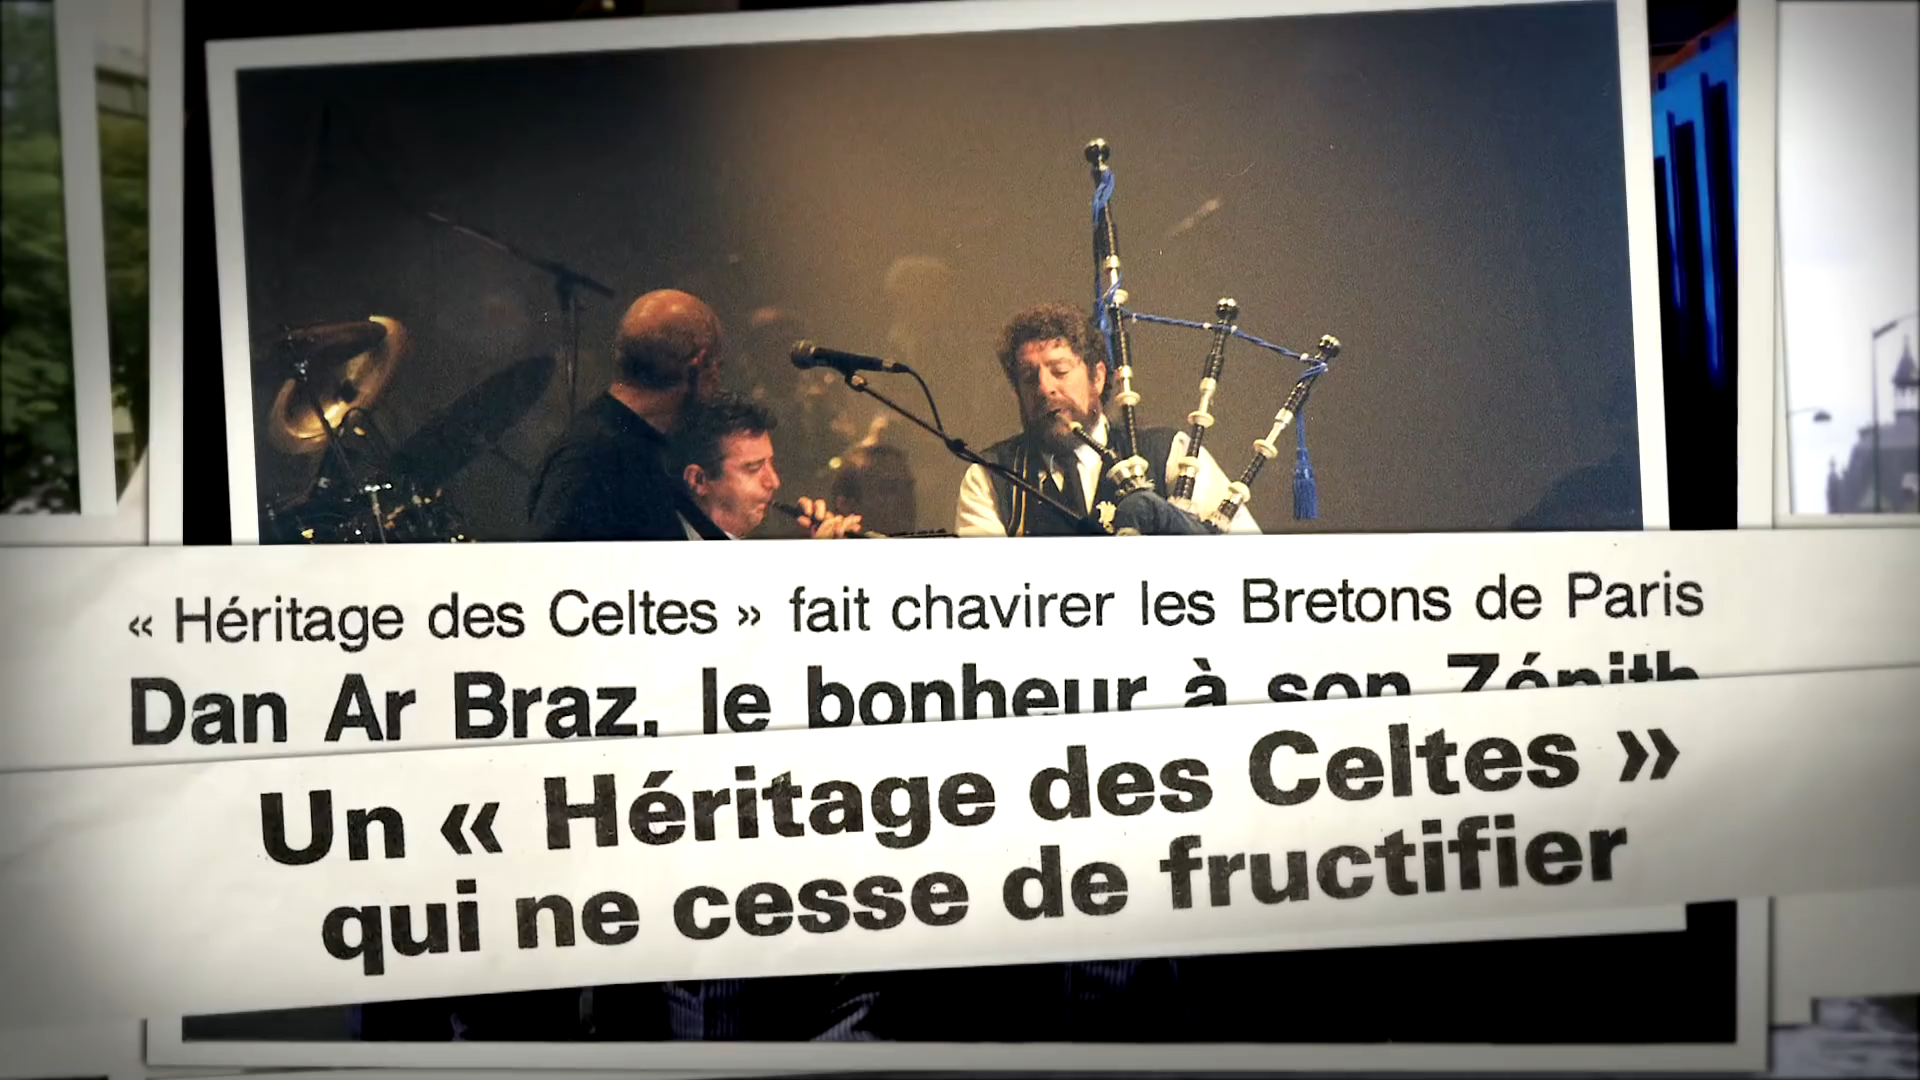 « Héritage des Celtes » fait chavirer les Bretons de Paris
Dan Ar Braz, le bonheur à son Zénith
Un « Héritage des Celtes »
qui ne cesse de fructifier